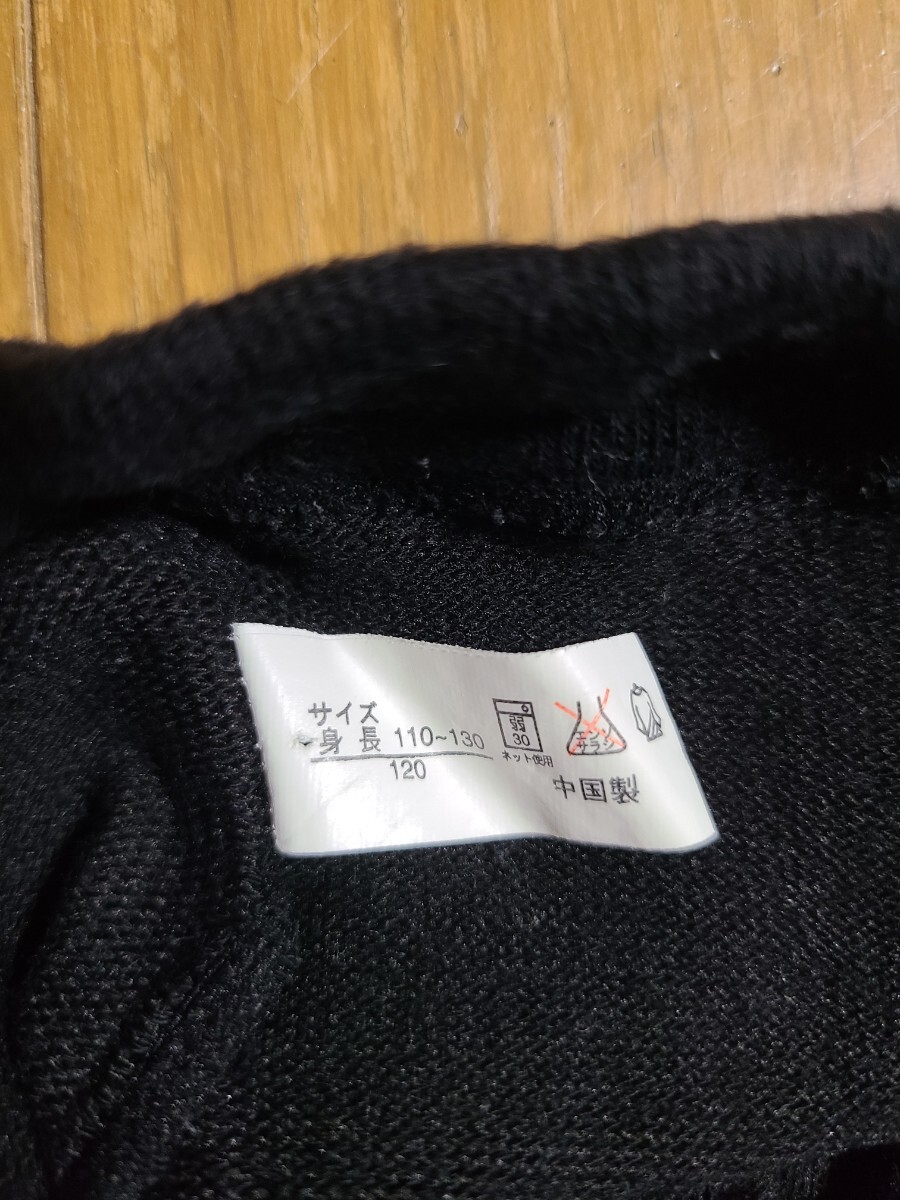 サイズ
身長 110~130
120
弱
30
ネット使用
エンソ
サラシ
中国製